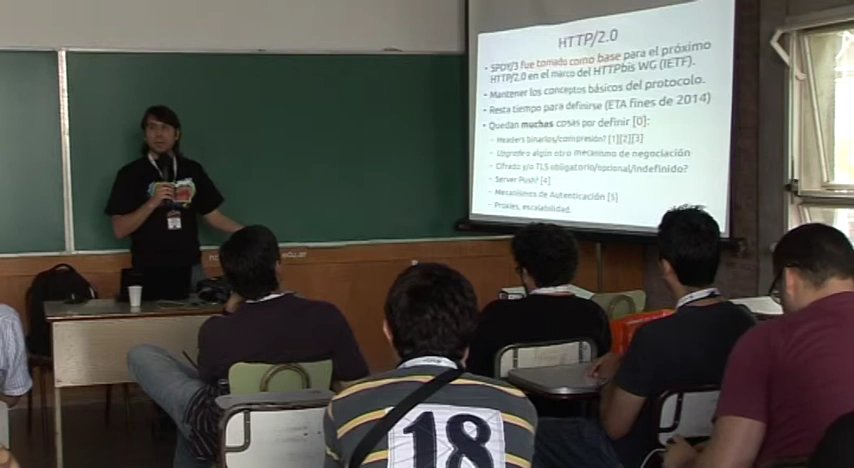 HTTP/2.0
• SPDY/3 fue tomado como base para el próximo
HTTP/2.0 en el marco del HTTPbis WG (IETF).
• Mantener los conceptos básicos del protocolo.
• Resta tiempo para definirse (ETA fines de 2014)
• Quedan muchas cosas por definir [0]:
– Headers binarios/compresión? [1][2][3]
– Upgrade o algún otro mecanismo de negociación
– Cifrado y/o TLS obligatorio/opcional/indefinido?
– Server Push? [4]
– Mecanismos de Autenticación [5]
– Proxies, escalabilidad.
18